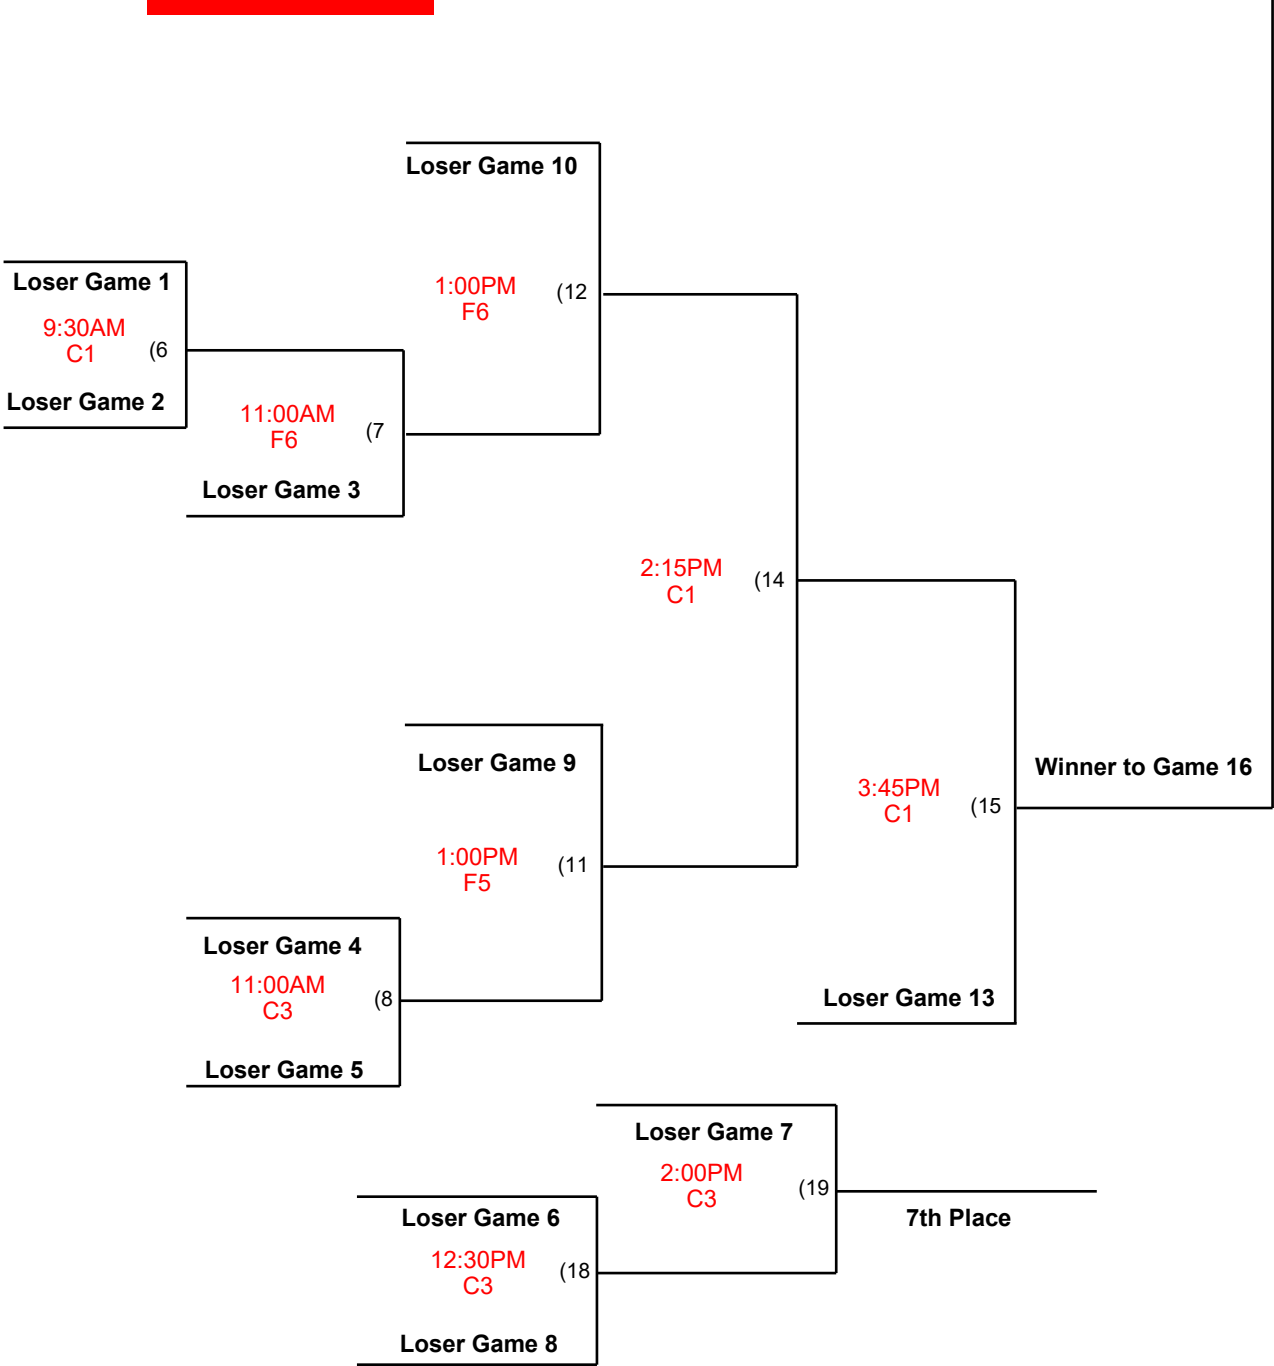 Loser Game 10
1:00PM
F6
(12
Loser Game 1
9:30AM
C1
(6
Loser Game 2
11:00AM
F6
(7
Loser Game 3
2:15PM
C1
(14
Loser Game 9
1:00PM
F5
(11
3:45PM
C1
(15
Winner to Game 16
Loser Game 4
11:00AM
C3
(8
Loser Game 5
Loser Game 13
Loser Game 7
2:00PM
C3
(19
7th Place
Loser Game 6
12:30PM
C3
(18
Loser Game 8